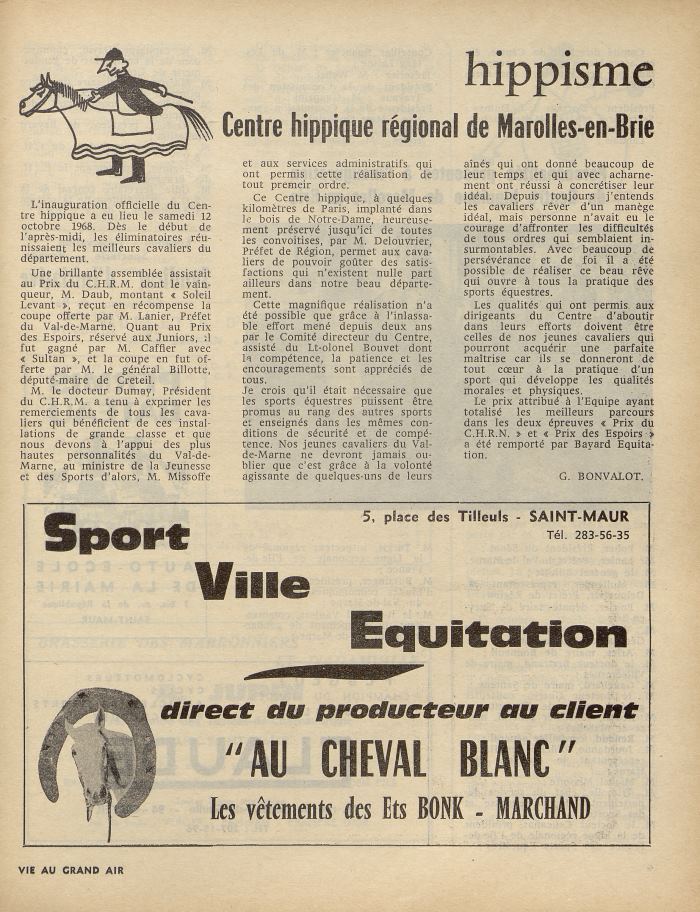 hippisme
Centre hippique régional de Marolles-en-Brie
L'inauguration officielle du Cen-
tre hippique a eu lieu le samedi 12
octobre 1968. Dès le début de
l'après-midi, les éliminatoires réu-
nissaient les meilleurs cavaliers du
département.
Une brillante assemblée assistait
au Prix du C.H.R.M. dont le vain-
queur, M. Daub, montant « Soleil
Levant », reçut en récompense la
coupe offerte par M. Lanier, Préfet
du Val-de-Marne. Quant au Prix
des Espoirs, réservé aux Juniors, il
fut gagné par M. Caffier avec
« Sultan », et la coupe en fut of-
ferte par M. le général Billotte,
député-maire de Creteil.
M. le docteur Dumay, Président
du C.H.R.M. a tenu à exprimer les
remerciements de tous les cava-
liers qui bénéficient de ces instal-
lations de grande classe et que
nous devons à l'appui des plus
hautes personnalités du Val-de-
Marne, au ministre de la Jeunesse
et des Sports d'alors, M. Missoffe
et aux services administratifs qui
ont permis cette réalisation de
tout premeir ordre.
Ce Centre hippique, à quelques
kilomètres de Paris, implanté dans
le bois de Notre-Dame, heureuse-
ment préservé jusqu'ici de toutes
les convoitises, par M. Delouvrier,
Préfet de Région, permet aux cava-
liers de pouvoir goûter des satis-
factions qui n'existent nulle part
ailleurs dans notre beau départe-
ment.
Cette magnifique réalisation n'a
été possible que grâce à l'inlassa-
ble effort mené depuis deux ans
par le Comité directeur du Centre,
assisté du Lt-olonel Bouvet dont
la compétence, la patience et les
encouragements sont appréciés de
tous.
Je crois qu'il était nécessaire que
les sports équestres puissent être
promus au rang des autres sports
et enseignés dans les mêmes con-
ditions de sécurité et de compé-
tence. Nos jeunes cavaliers du Val-
de-Marne ne devront jamais ou-
blier que c'est grâce à la volonté
agissante de quelques-uns de leurs
aînés qui ont donné beaucoup de
leur temps et qui avec acharne-
ment ont réussi à concrétiser leur
idéal. Depuis toujours j'entends
les cavaliers rêver d'un manège
idéal, mais personne n'avait eu le
courage d'affronter les difficultés
de tous ordres qui semblaient in-
surmontables. Avec beaucoup de
persévérance et de foi il a été
possible de réaliser ce beau rêve
qui ouvre à tous la pratique des
sports équestres.
Les qualités qui ont permis aux
dirigeants du Centre d'aboutir
dans leurs efforts doivent être
celles de nos jeunes cavaliers qui
pourront acquérir une parfaite
maîtrise car ils se donneront de
tout cœur à la pratique d'un
sport qui développe les qualités
morales et physiques.
Le prix attribué à l'Equipe ayant
totalisé les meilleurs parcours
dans les deux épreuves « Prix du
C.H.R.N. » et « Prix des Espoirs »
a été remporté par Bayard Equita-
tion.
G. BONVALOT.
5, place des Tilleuls - SAINT-MAUR
Tél. 283-56-35
Sport
Ville
Equitation
direct du producteur au client
"AU CHEVAL BLANC"
Les vêtements des Ets BONK - MARCHAND
VIE AU GRAND AIR